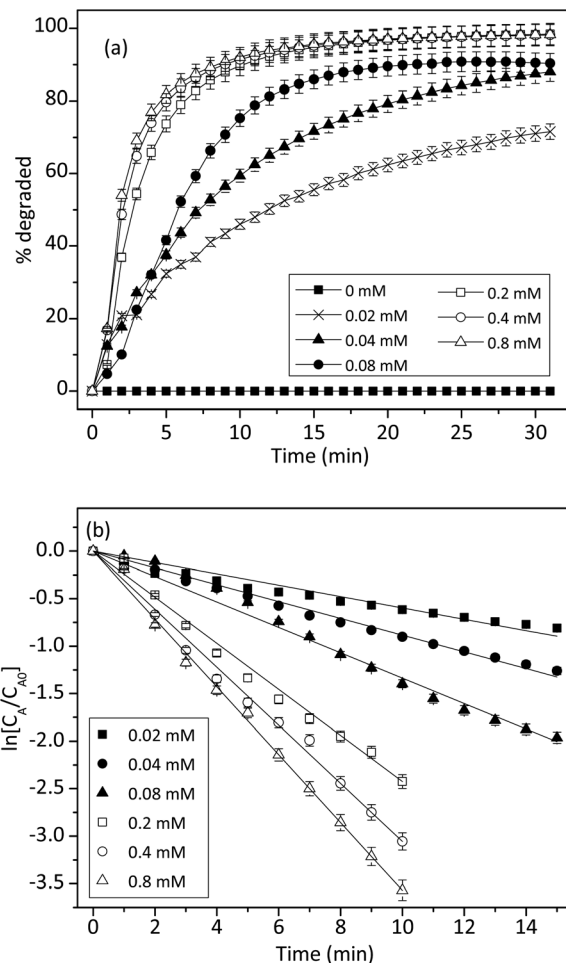 (a)
100
80
60
40
20
0
% degraded
0 mM
0.02 mM
0.04 mM
0.08 mM
0.2 mM
0.4 mM
0.8 mM
0 5 10 15 20 25 30
Time (min)
(b)
0.0
-0.5
-1.0
-1.5
-2.0
-2.5
-3.0
-3.5
ln[C_A/C_A0]
0.02 mM
0.04 mM
0.08 mM
0.2 mM
0.4 mM
0.8 mM
0 2 4 6 8 10 12 14
Time (min)